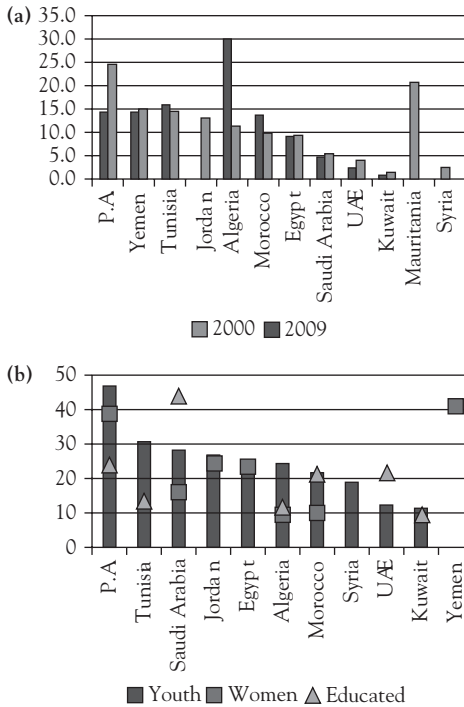 (a)
35.0
30.0
25.0
20.0
15.0
10.0
5.0
0.0
P.A.
Yemen
Tunisia
Jordan
Algeria
Morocco
Egypt
Saudi Arabia
UAE
Kuwait
Mauritania
Syria
2000 2009
(b)
50
40
30
20
10
0
P.A
Tunisia
Saudi Arabia
Jordan
Egypt
Algeria
Morocco
Syria
UAE
Kuwait
Yemen
Youth Women Educated